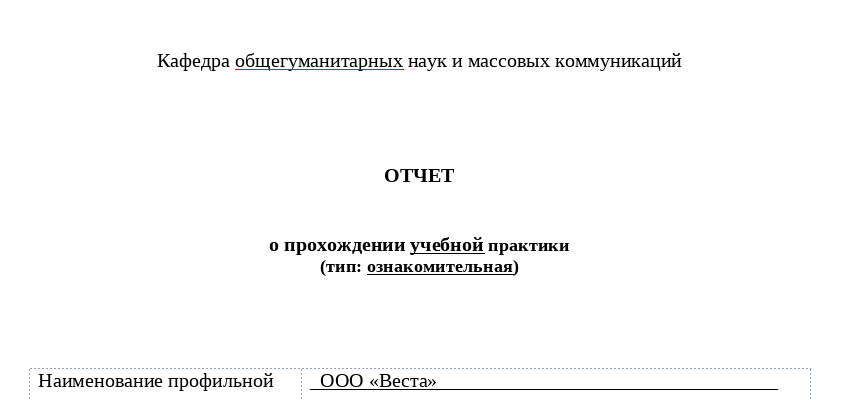 Кафедра общегуманитарных наук и массовых коммуникаций
ОТЧЕТ
о прохождении учебной практики
(тип: ознакомительная)
Наименование профильной ООО «Веста»